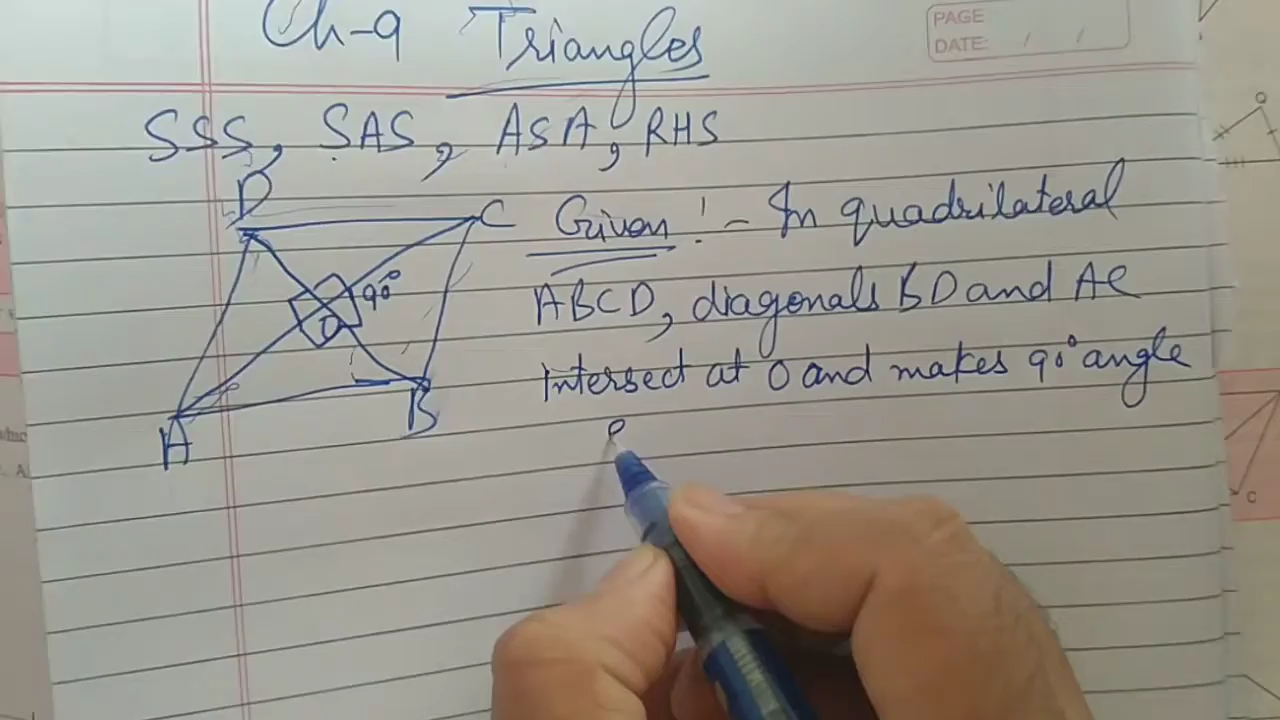 Ch-9 Triangles
PAGE
DATE: / /
SSS, SAS, ASA, RHS
D
C
Given :- In quadrilateral
90°
O
ABCD, diagonals BD and AC
intersect at O and makes 90° angle
A
B
C